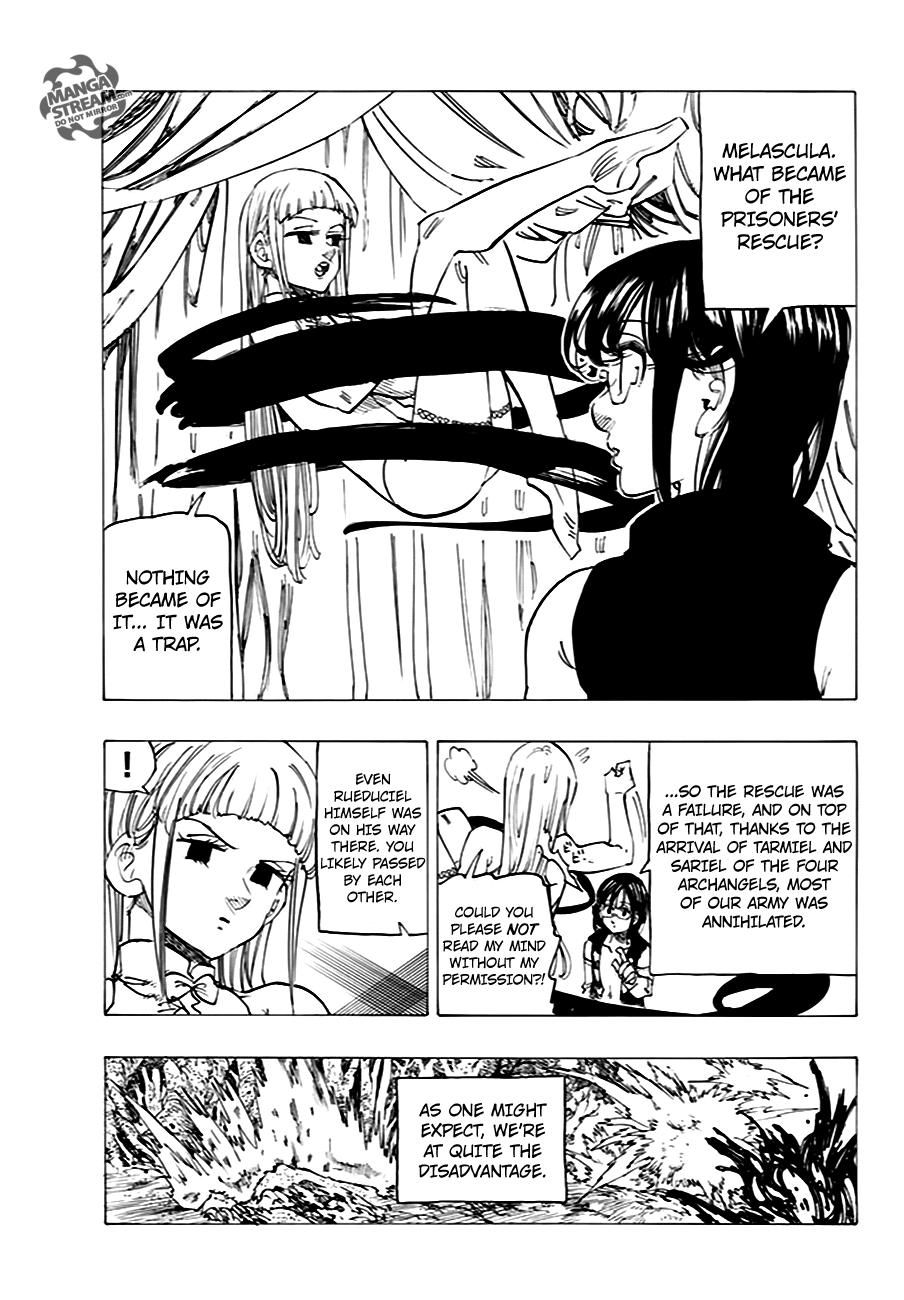 MANGA
STREAM.com
DO NOT MIRROR
MELASCULA.
WHAT BECAME
OF THE
PRISONERS'
RESCUE?
NOTHING
BECAME OF
IT... IT WAS
A TRAP.
...SO THE RESCUE WAS
A FAILURE, AND ON TOP
OF THAT, THANKS TO THE
ARRIVAL OF TARMIEL AND
SARIEL OF THE FOUR
ARCHANGELS, MOST
OF OUR ARMY WAS
ANNIHILATED.
COULD YOU
PLEASE NOT
READ MY MIND
WITHOUT MY
PERMISSION?!
EVEN
RUEDUCIEL
HIMSELF WAS
ON HIS WAY
THERE. YOU
LIKELY PASSED
BY EACH
OTHER.
!
AS ONE MIGHT
EXPECT, WE'RE
AT QUITE THE
DISADVANTAGE.